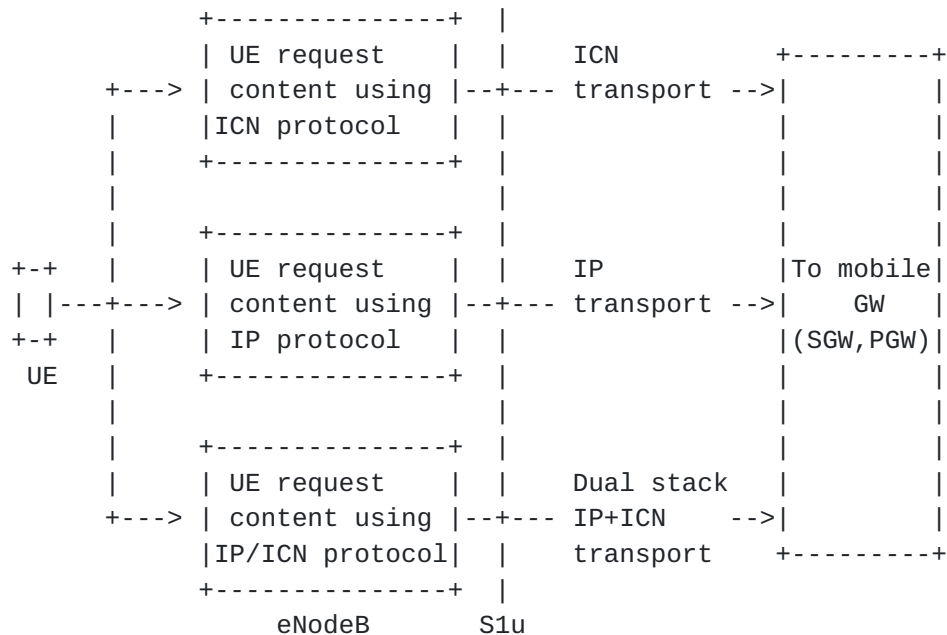 UE request ICN
content using transport
ICN protocol
UE request IP To mobile
content using transport GW
IP protocol (SGW,PGW)
UE
UE request Dual stack
content using IP+ICN
IP/ICN protocol transport
eNodeB S1u